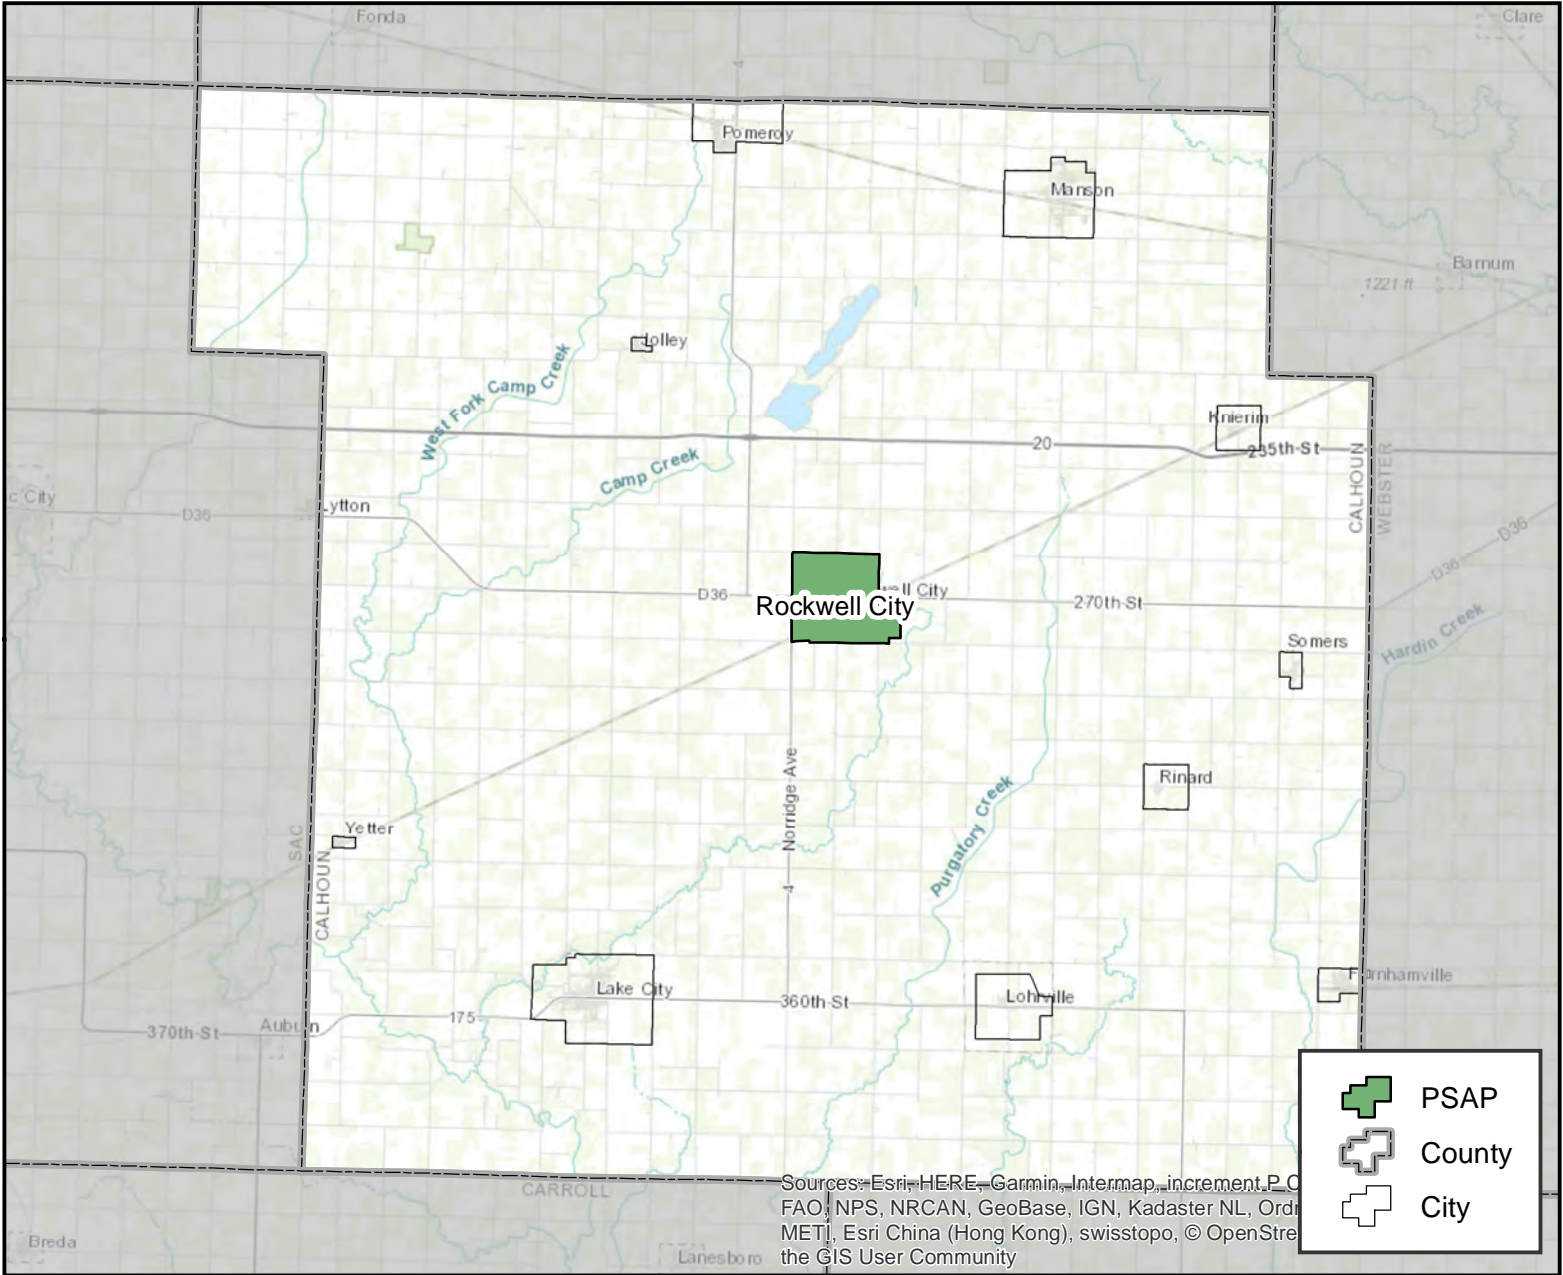 Fonda
Clare
4
Pomeroy
Manson
Barnum
1221 ft
Jolley
West Fork Camp Creek
Knierim
20
235th-St
Camp Creek
CALHOUN
WEBSTER
c City
D36
Lytton
D36
D36
D36
Rockwell City
ell City
270th-St
Somers
Hardin Creek
Norridge-Ave
Rinard
Purgatory Creek
Yetter
SAC
CALHOUN
4
Lake City
360th-St
Lohrville
Farnhamville
175
370th-St
Auburn
PSAP
County
City
CARROLL
Breda
Lanesboro
Sources: Esri, HERE, Garmin, Intermap, increment P C
FAO, NPS, NRCAN, GeoBase, IGN, Kadaster NL, Ordn
METI, Esri China (Hong Kong), swisstopo, © OpenStre
the GIS User Community